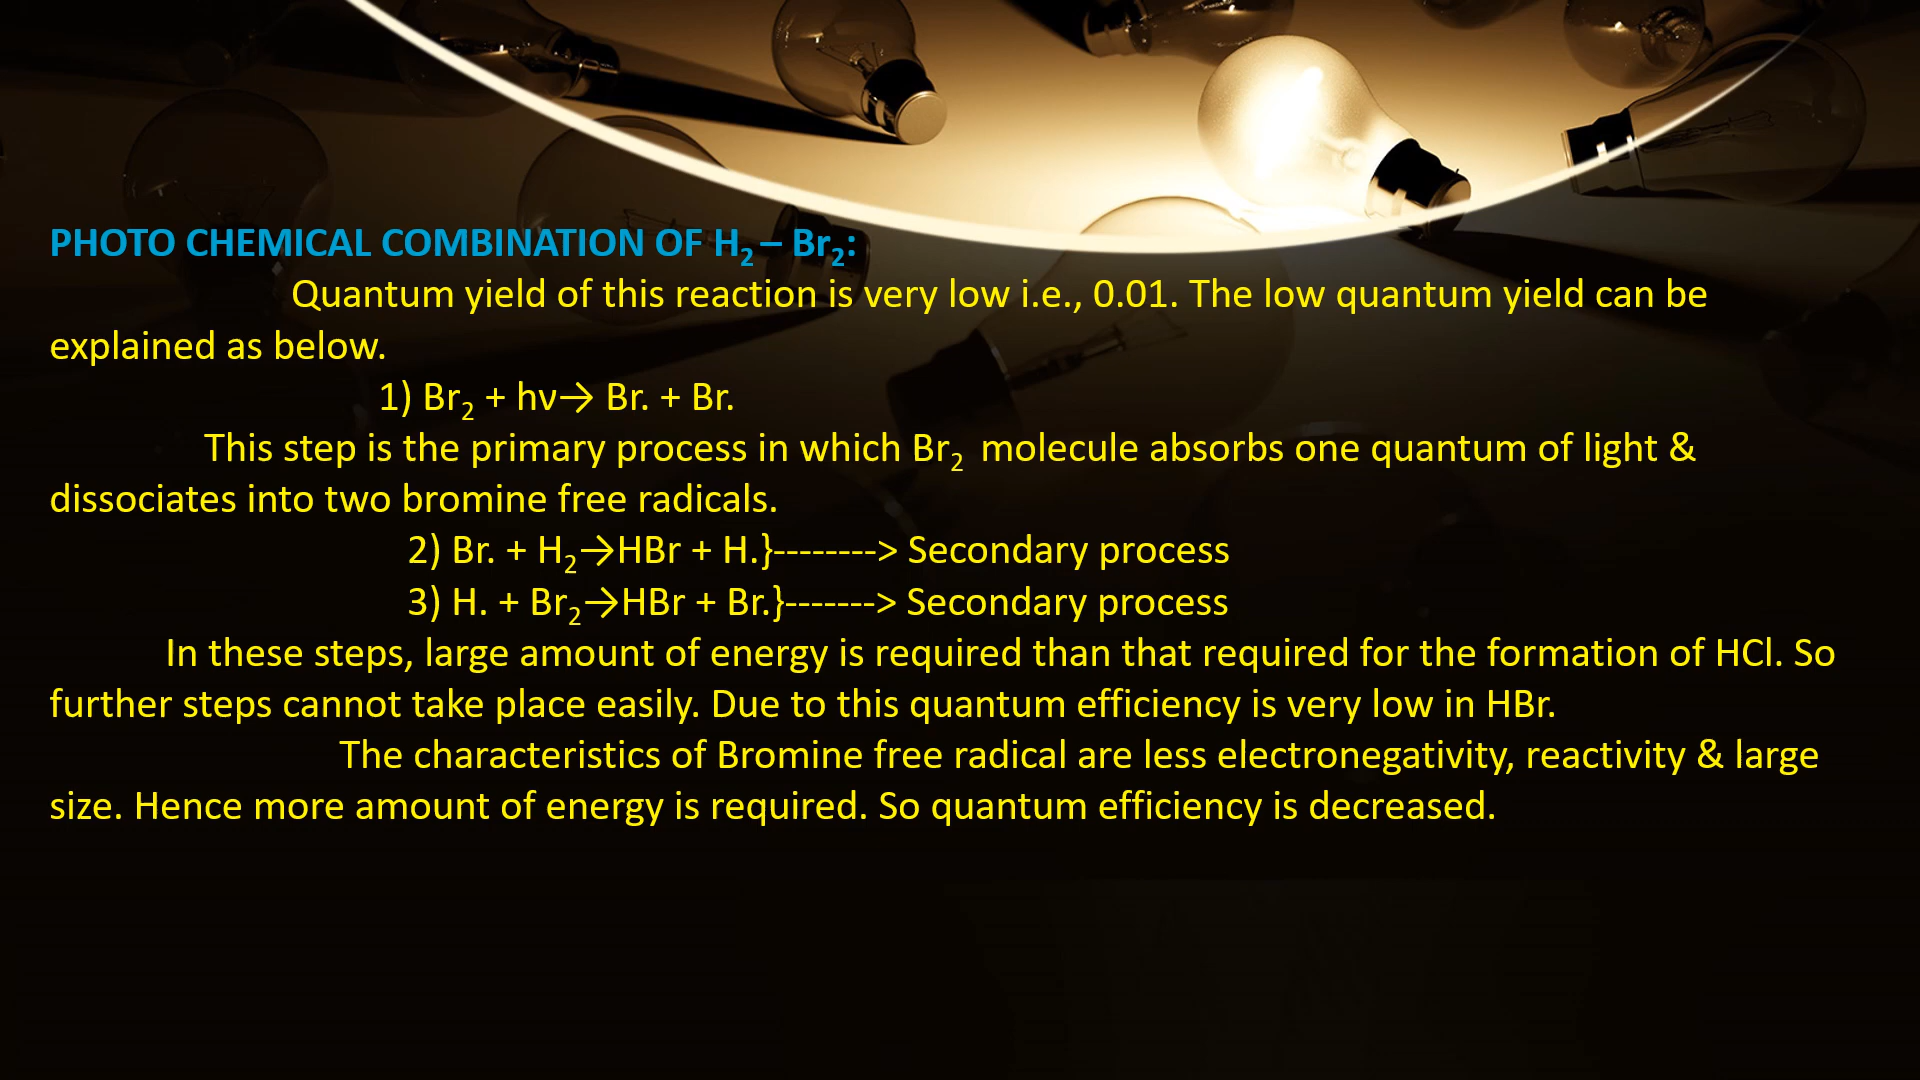 PHOTO CHEMICAL COMBINATION OF H₂ – Br₂:
Quantum yield of this reaction is very low i.e., 0.01. The low quantum yield can be
explained as below.
1) Br₂ + hν→ Br. + Br.
This step is the primary process in which Br₂ molecule absorbs one quantum of light &
dissociates into two bromine free radicals.
2) Br. + H₂→HBr + H.}--------> Secondary process
3) H. + Br₂→HBr + Br.}-------> Secondary process
In these steps, large amount of energy is required than that required for the formation of HCl. So
further steps cannot take place easily. Due to this quantum efficiency is very low in HBr.
The characteristics of Bromine free radical are less electronegativity, reactivity & large
size. Hence more amount of energy is required. So quantum efficiency is decreased.